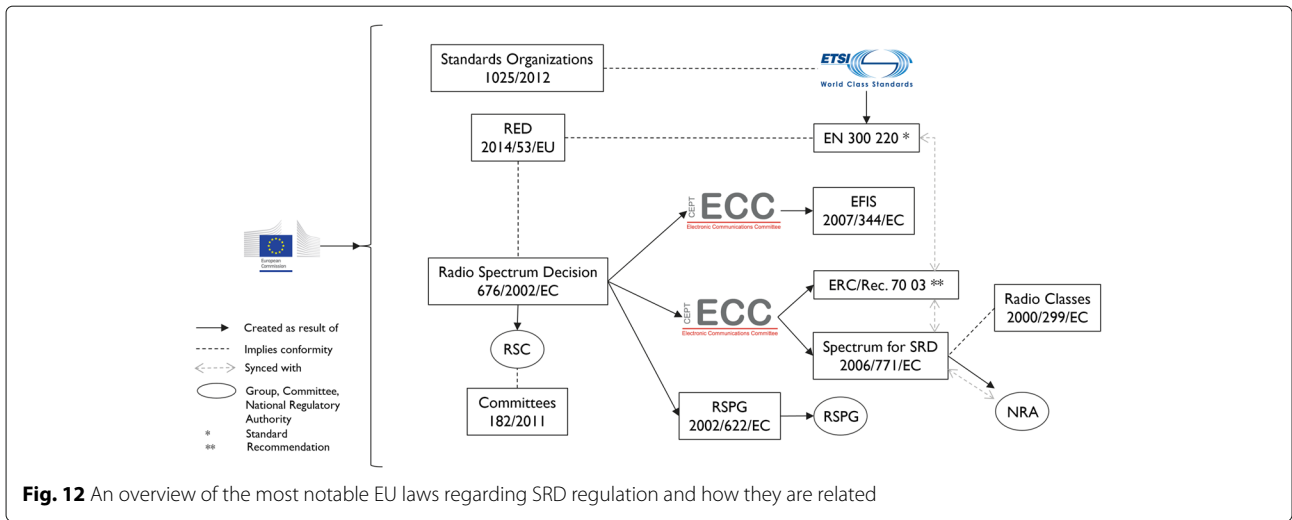 Standards Organizations
1025/2012
ETSI
World Class Standards
RED
2014/53/EU
EN 300 220 *
CEPT
ECC
Electronic Communications Committee
EFIS
2007/344/EC
European
Commission
Radio Spectrum Decision
676/2002/EC
CEPT
ECC
Electronic Communications Committee
ERC/Rec. 70 03 **
Radio Classes
2000/299/EC
Spectrum for SRD
2006/771/EC
RSC
Committees
182/2011
RSPG
2002/622/EC
RSPG
NRA
Created as result of
Implies conformity
Synced with
Group, Committee,
National Regulatory
Authority
* Standard
** Recommendation
Fig. 12 An overview of the most notable EU laws regarding SRD regulation and how they are related